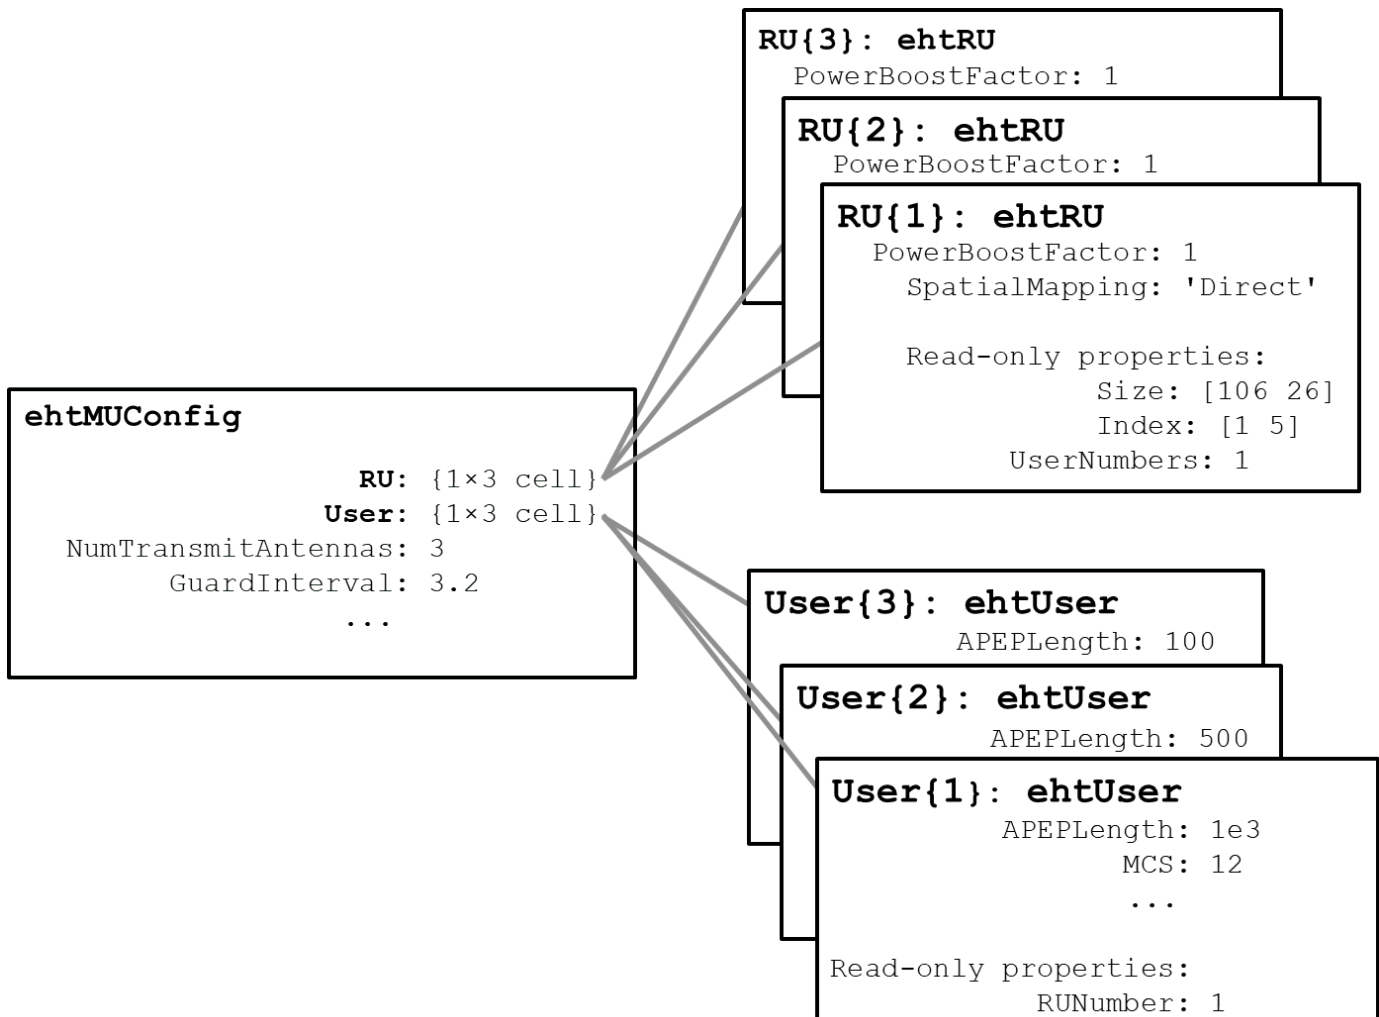 RU{3}: ehtRU
PowerBoostFactor: 1
RU{2}: ehtRU
PowerBoostFactor: 1
RU{1}: ehtRU
PowerBoostFactor: 1
SpatialMapping: 'Direct'
Read-only properties:
Size: [106 26]
Index: [1 5]
UserNumbers: 1
ehtMUConfig
RU: {1×3 cell}
User: {1×3 cell}
NumTransmitAntennas: 3
GuardInterval: 3.2
...
User{3}: ehtUser
APEPLength: 100
User{2}: ehtUser
APEPLength: 500
User{1}: ehtUser
APEPLength: 1e3
MCS: 12
...
Read-only properties:
RUNumber: 1